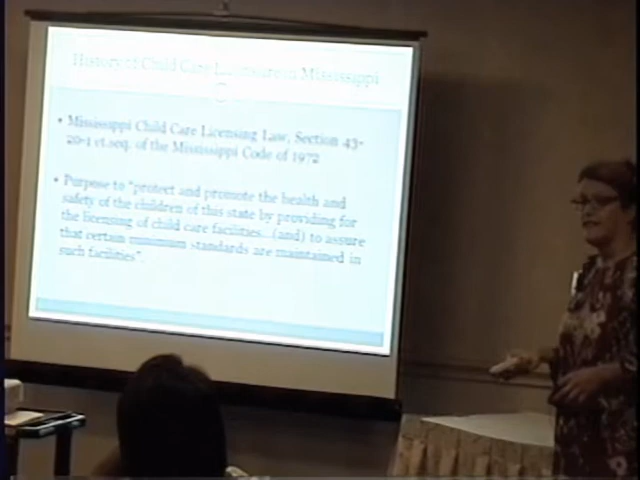 History of Child Care Licensure in Mississippi
• Mississippi Child Care Licensing Law, Section 43-
20-1 et.seq. of the Mississippi Code of 1972
• Purpose to "protect and promote the health and
safety of the children of this state by providing for
the licensing of child care facilities...(and) to assure
that certain minimum standards are maintained in
such facilities".